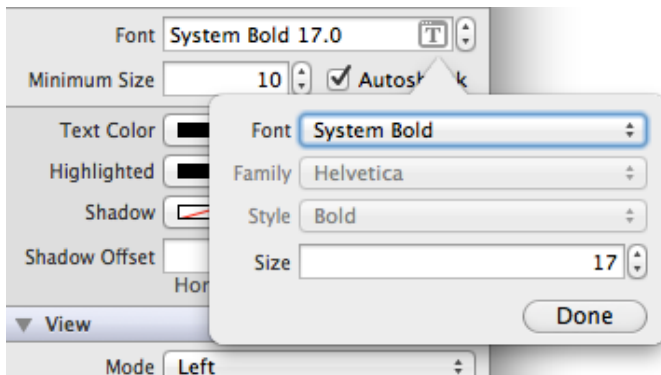 Font System Bold 17.0 T
Minimum Size 10 Autosh k
Text Color
Font System Bold
Highlighted
Family Helvetica
Shadow
Style Bold
Shadow Offset
Size 17
Hor
Done
View
Mode Left